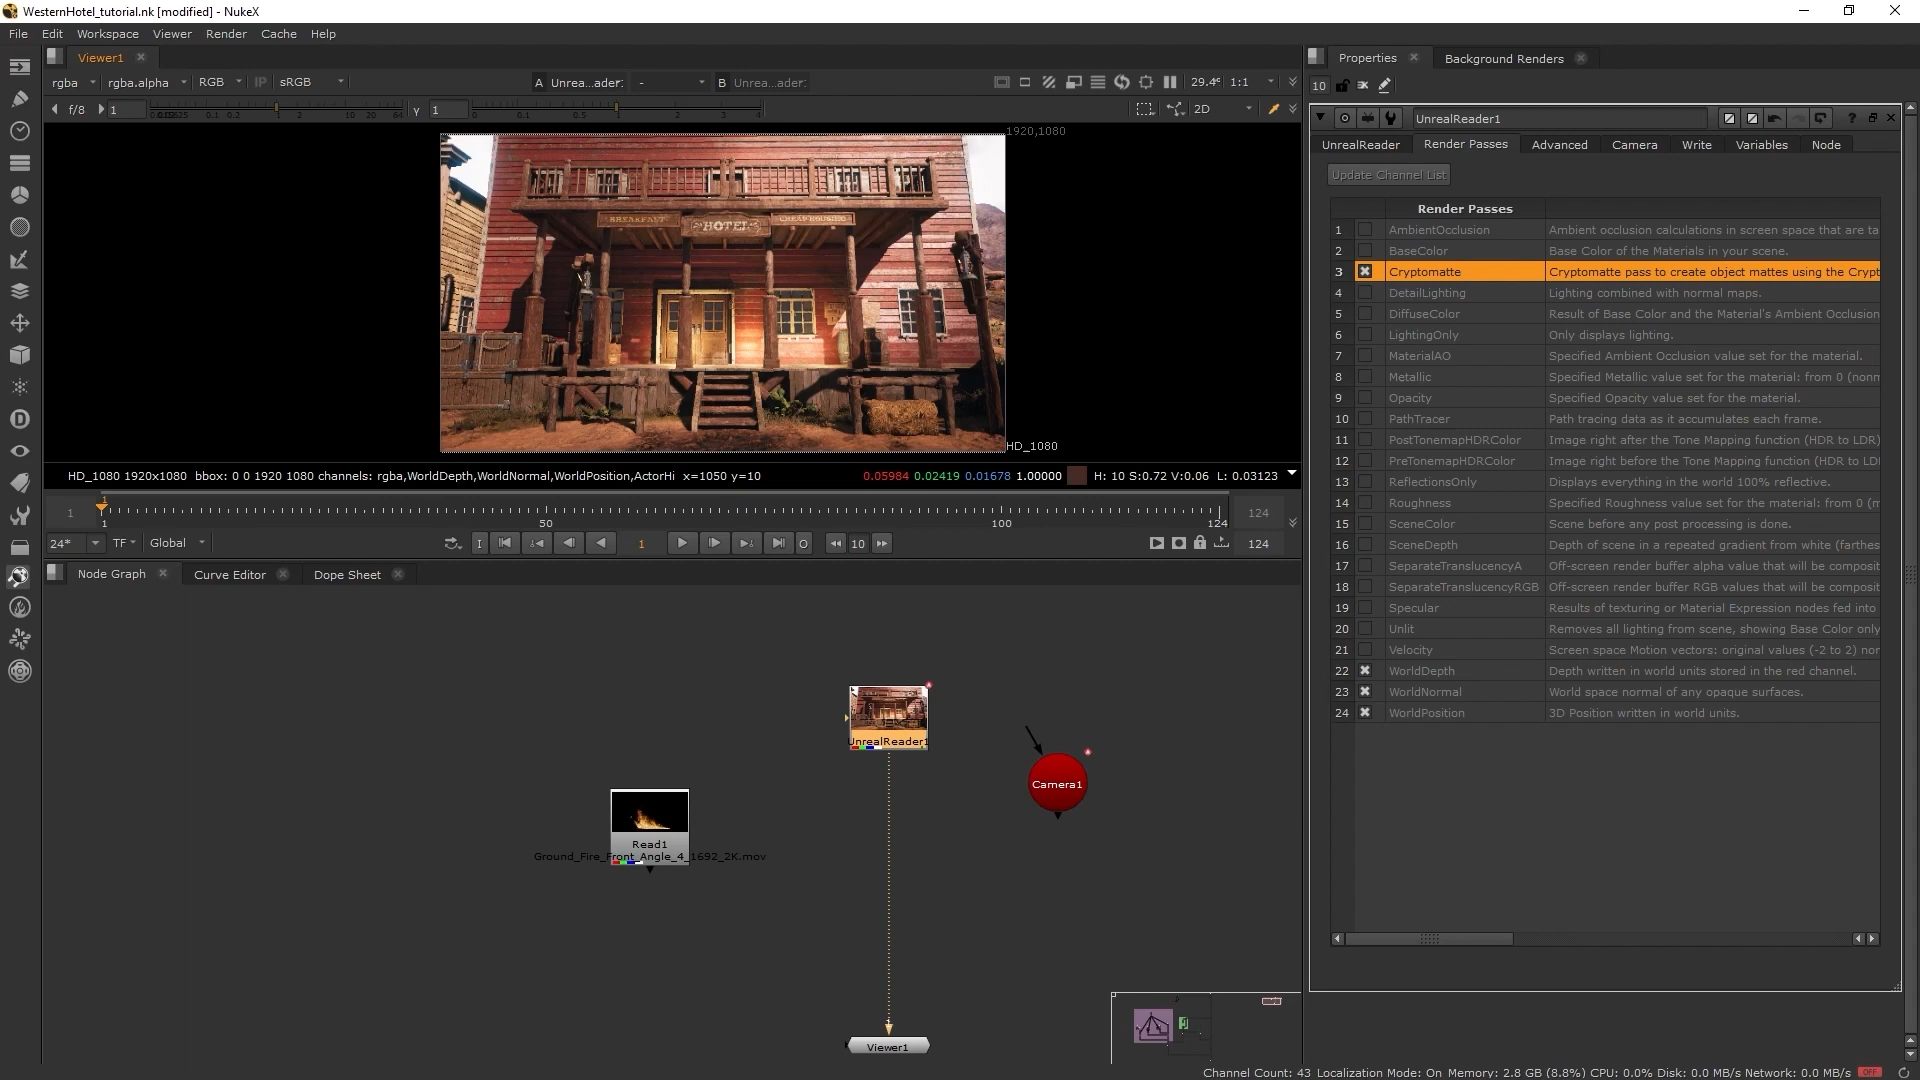 WesternHotel_tutorial.nk [modified] - NukeX
File Edit Workspace Viewer Render Cache Help
Viewer1
rgba rgba.alpha RGB IP sRGB A Unrea...ader: - B Unrea...ader: 29.4 1:1
f/8 1 γ 1 2D
1920,1080
BREAKFAST HOTEL CHEAP HOUSING
HD_1080
HD_1080 1920x1080 bbox: 0 0 1920 1080 channels: rgba,WorldDepth,WorldNormal,WorldPosition,ActorHi x=1050 y=10 0.05984 0.02419 0.01678 1.00000 H: 10 S:0.72 V:0.06 L: 0.03123
1 1 124
1 50 100 124
24* TF Global I 1 O 10 124
Node Graph Curve Editor Dope Sheet
UnrealReader1
Camera1
Read1
Ground_Fire_Front_Angle_4_1692_2K.mov
Viewer1
Properties Background Renders
10
UnrealReader1 ?
UnrealReader Render Passes Advanced Camera Write Variables Node
Update Channel List
Render Passes
1 AmbientOcclusion Ambient occlusion calculations in screen space that are ta
2 BaseColor Base Color of the Materials in your scene.
3 Cryptomatte Cryptomatte pass to create object mattes using the Crypt
4 DetailLighting Lighting combined with normal maps.
5 DiffuseColor Result of Base Color and the Material's Ambient Occlusion
6 LightingOnly Only displays lighting.
7 MaterialAO Specified Ambient Occlusion value set for the material.
8 Metallic Specified Metallic value set for the material: from 0 (nonm
9 Opacity Specified Opacity value set for the material.
10 PathTracer Path tracing data as it accumulates each frame.
11 PostTonemapHDRColor Image right after the Tone Mapping function (HDR to LDR)
12 PreTonemapHDRColor Image right before the Tone Mapping function (HDR to LDI
13 ReflectionsOnly Displays everything in the world 100% reflective.
14 Roughness Specified Roughness value set for the material: from 0 (m
15 SceneColor Scene before any post processing is done.
16 SceneDepth Depth of scene in a repeated gradient from white (farthes
17 SeparateTranslucencyA Off-screen render buffer alpha value that will be composit
18 SeparateTranslucencyRGB Off-screen render buffer RGB values that will be composit
19 Specular Results of texturing or Material Expression nodes fed into
20 Unlit Removes all lighting from scene, showing Base Color only
21 Velocity Screen space Motion vectors: original values (-2 to 2) nor
22 WorldDepth Depth written in world units stored in the red channel.
23 WorldNormal World space normal of any opaque surfaces.
24 WorldPosition 3D Position written in world units.
Channel Count: 43 Localization Mode: On Memory: 2.8 GB (8.8%) CPU: 0.0% Disk: 0.0 MB/s Network: 0.0 MB/s OFF